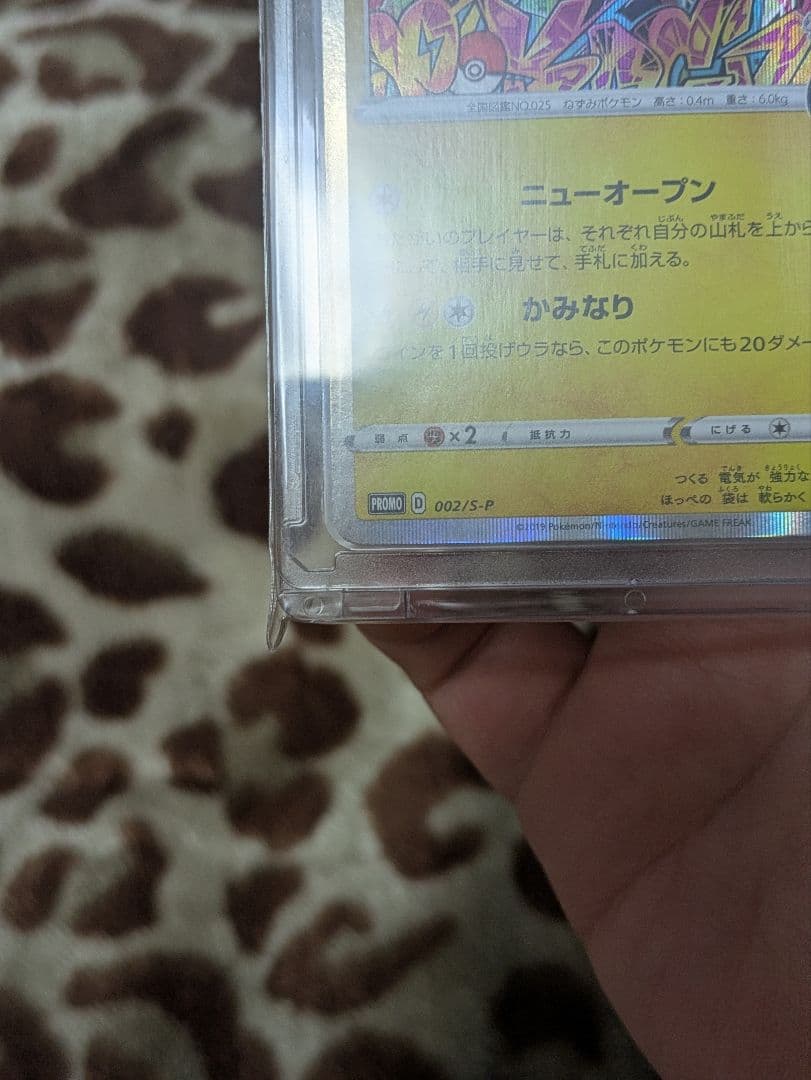 全国図鑑NO.025 ねずみポケモン 高さ:0.4m 重さ:6.0kg
ニューオープン
いのプレイヤーは、それぞれ自分の山札を上から
相手に見せて、手札に加える。
かみなり
インを1回投げウラなら、このポケモンにも20ダメー
弱点 ×2 抵抗力 にげる
つくる 電気が 強力な
ほっぺの 袋は 軟らかく
PROMO D 002/S-P
©2019 Pokémon/Nintendo/Creatures/GAME FREAK